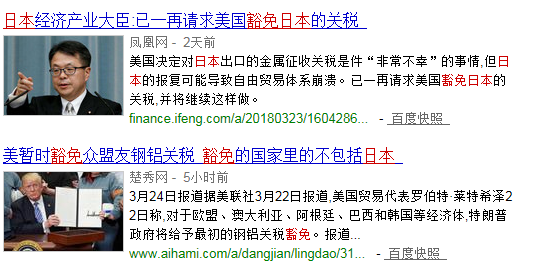 日本经济产业大臣:已一再请求美国豁免日本的关税
凤凰网 - 2天前
美国决定对日本出口的金属征收关税是件“非常不幸”的事情,但日
本的报复可能导致自由贸易体系崩溃。已一再请求美国豁免日本的
关税,并将继续这样做。
finance.ifeng.com/a/20180323/1604286... - 百度快照
美暂时豁免众盟友钢铝关税 豁免的国家里的不包括日本
楚秀网 - 5小时前
3月24日报道据美联社3月22日报道,美国贸易代表罗伯特·莱特希泽2
2日称,对于欧盟、澳大利亚、阿根廷、巴西和韩国等经济体,特朗普
政府将给予最初的钢铝关税豁免。报道...
www.aihami.com/a/dangjian/lingdao/31... - 百度快照